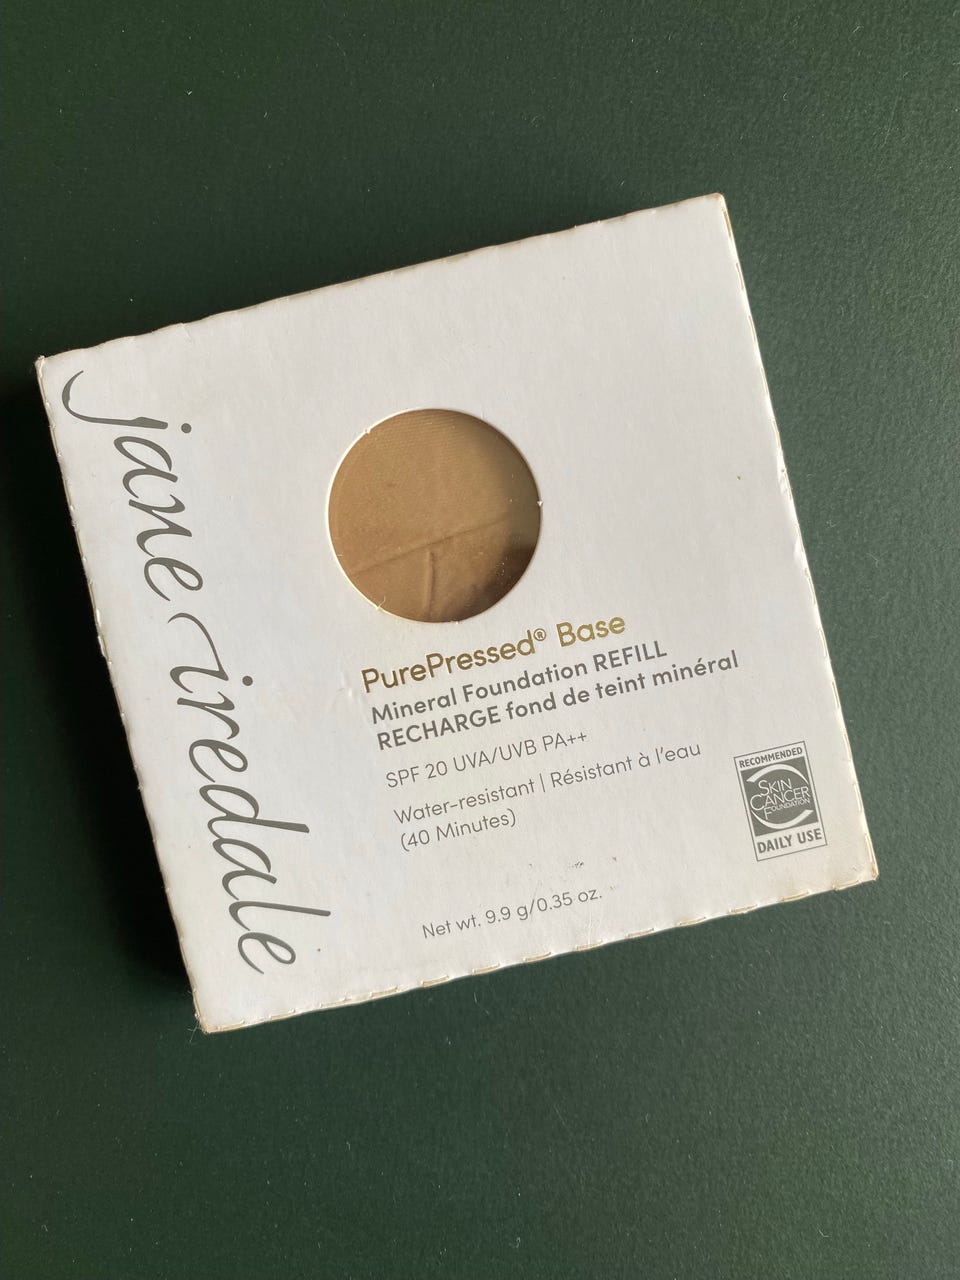 jane iredale
PurePressed® Base
Mineral Foundation REFILL
RECHARGE fond de teint minéral
SPF 20 UVA/UVB PA++
Water-resistant | Résistant à l'eau
(40 Minutes)
Net wt. 9.9 g/0.35 oz.
RECOMMENDED
SKIN
CANCER
FOUNDATION
DAILY USE